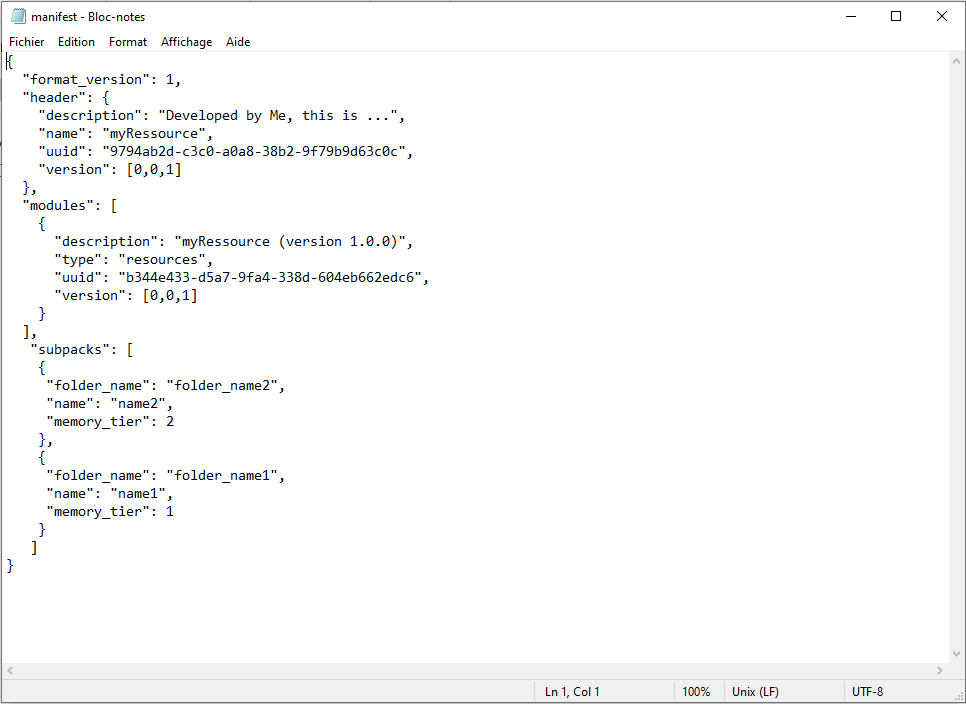 manifest - Bloc-notes
Fichier Edition Format Affichage Aide
{
  "format_version": 1,
  "header": {
    "description": "Developed by Me, this is ...",
    "name": "myRessource",
    "uuid": "9794ab2d-c3c0-a0a8-38b2-9f79b9d63c0c",
    "version": [0,0,1]
  },
  "modules": [
    {
      "description": "myRessource (version 1.0.0)",
      "type": "resources",
      "uuid": "b344e433-d5a7-9fa4-338d-604eb662edc6",
      "version": [0,0,1]
    }
  ],
   "subpacks": [
    {
     "folder_name": "folder_name2",
     "name": "name2",
     "memory_tier": 2
    },
    {
     "folder_name": "folder_name1",
     "name": "name1",
     "memory_tier": 1
    }
   ]
}
Ln 1, Col 1 100% Unix (LF) UTF-8